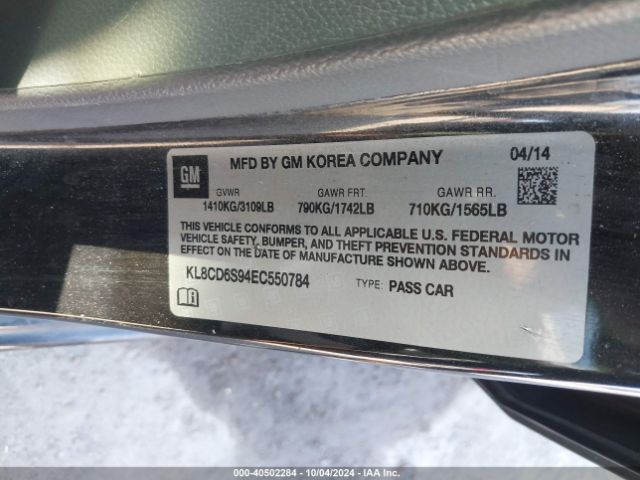 GM
MFD BY GM KOREA COMPANY 04/14
GVWR GAWR FRT. GAWR RR.
1410KG/3109LB 790KG/1742LB 710KG/1565LB
THIS VEHICLE CONFORMS TO ALL APPLICABLE U.S. FEDERAL MOTOR
VEHICLE SAFETY, BUMPER, AND THEFT PREVENTION STANDARDS IN
EFFECT ON THE DATE OF MANUFACTURE SHOWN ABOVE.
KL8CD6S94EC550784 TYPE: PASS CAR
000-40502284 - 10/04/2024 - IAA Inc.